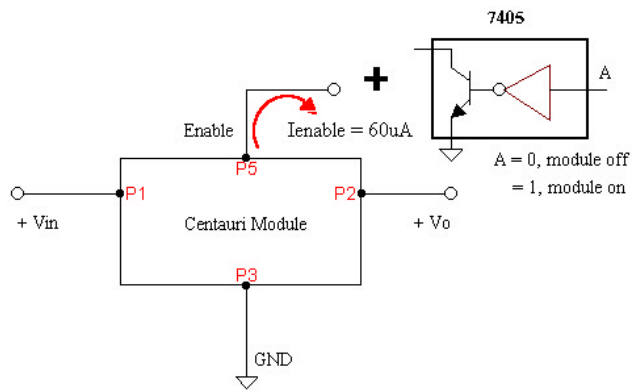 7405
+
A
Enable
Ienable = 60uA
A = 0, module off
= 1, module on
P5
P1
P2
+ Vin
Centauri Module
+ Vo
P3
GND